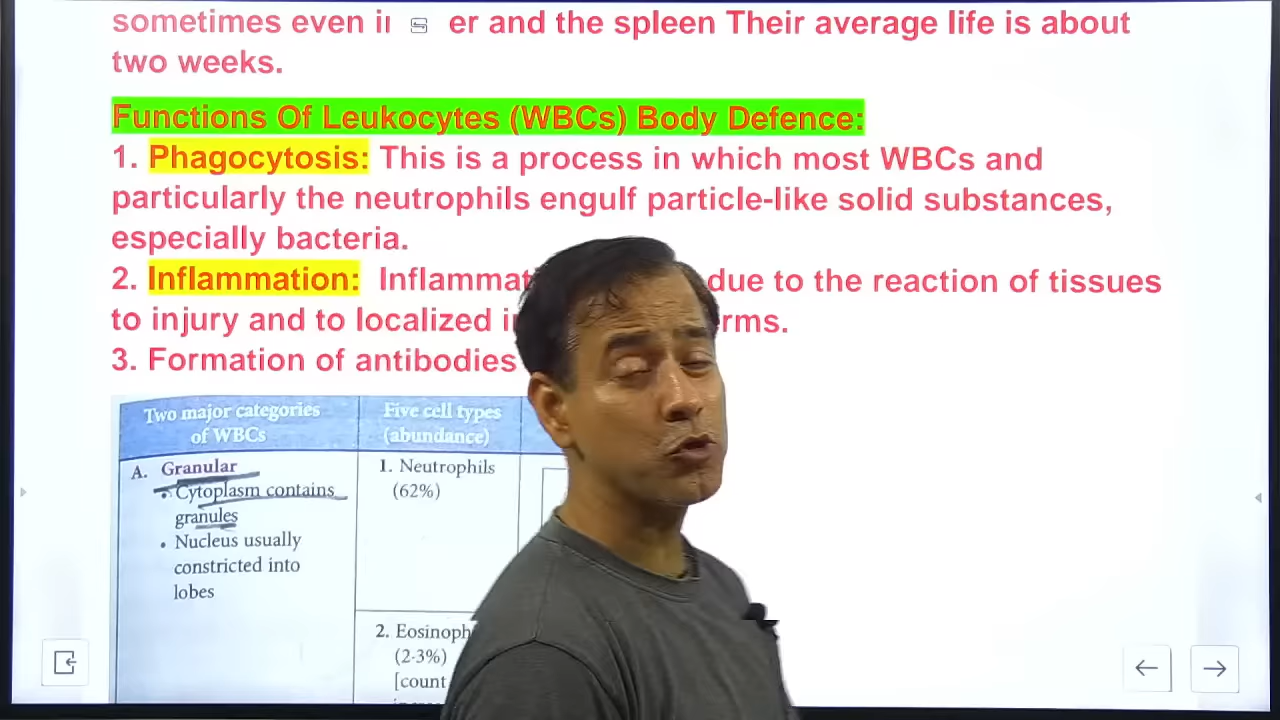 sometimes even er and the spleen Their average life is about
two weeks.
Functions Of Leukocytes (WBCs) Body Defence:
1. Phagocytosis: This is a process in which most WBCs and
particularly the neutrophils engulf particle-like solid substances,
especially bacteria.
2. Inflammation: Inflammat due to the reaction of tissues
to injury and to localized rms.
3. Formation of antibodies
Two major categories
of WBCs
Five cell types
(abundance)
A. Granular
• Cytoplasm contains
granules
• Nucleus usually
constricted into
lobes
1. Neutrophils
(62%)
2. Eosinoph
(2·3%)
[count